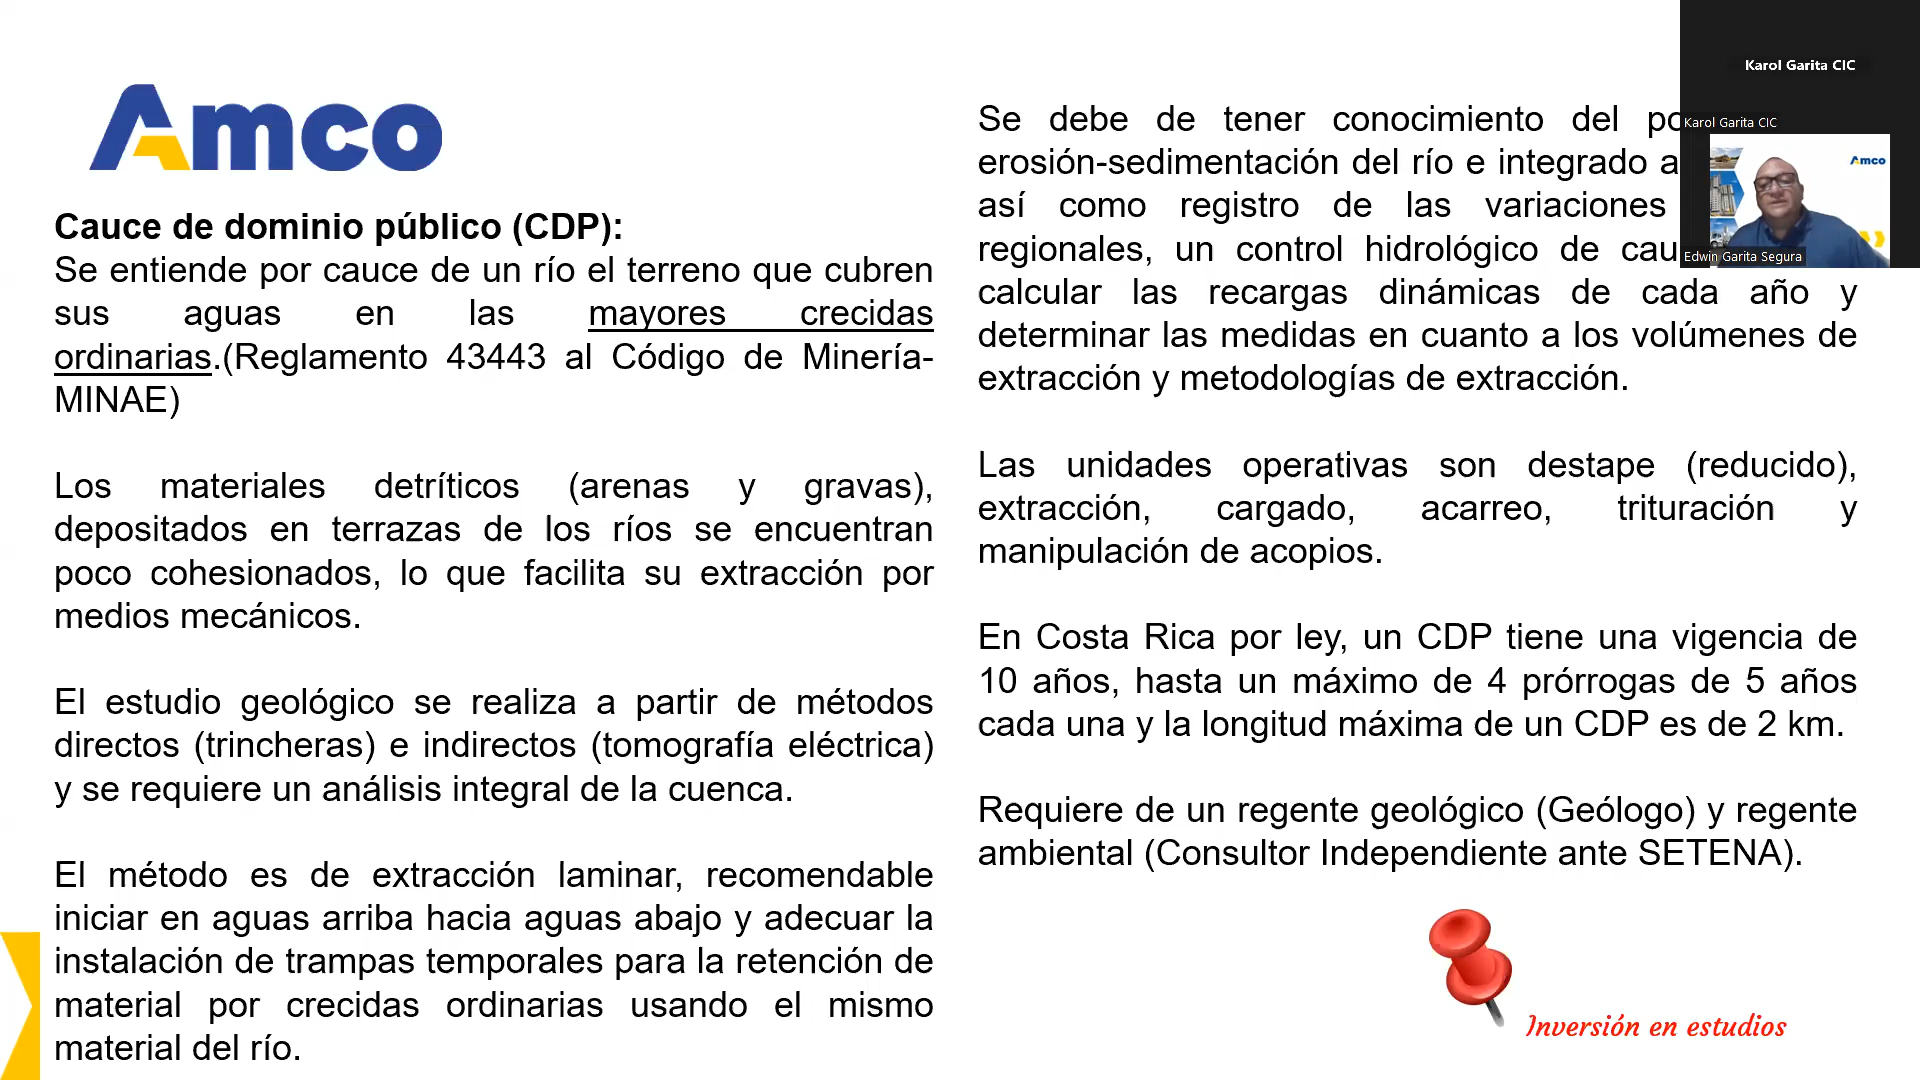 Amco
Cauce de dominio público (CDP):
Se entiende por cauce de un río el terreno que cubren
sus aguas en las mayores crecidas
ordinarias.(Reglamento 43443 al Código de Minería-
MINAE)
Los materiales detríticos (arenas y gravas),
depositados en terrazas de los ríos se encuentran
poco cohesionados, lo que facilita su extracción por
medios mecánicos.
El estudio geológico se realiza a partir de métodos
directos (trincheras) e indirectos (tomografía eléctrica)
y se requiere un análisis integral de la cuenca.
El método es de extracción laminar, recomendable
iniciar en aguas arriba hacia aguas abajo y adecuar la
instalación de trampas temporales para la retención de
material por crecidas ordinarias usando el mismo
material del río.
Se debe de tener conocimiento del
erosión-sedimentación del río e integrado
así como registro de las variaciones
regionales, un control hidrológico de
calcular las recargas dinámicas de cada año y
determinar las medidas en cuanto a los volúmenes de
extracción y metodologías de extracción.
Las unidades operativas son destape (reducido),
extracción, cargado, acarreo, trituración y
manipulación de acopios.
En Costa Rica por ley, un CDP tiene una vigencia de
10 años, hasta un máximo de 4 prórrogas de 5 años
cada una y la longitud máxima de un CDP es de 2 km.
Requiere de un regente geológico (Geólogo) y regente
ambiental (Consultor Independiente ante SETENA).
Inversión en estudios
Karol Garita CIC
Karol Garita CIC
Amco
Edwin Garita Segura